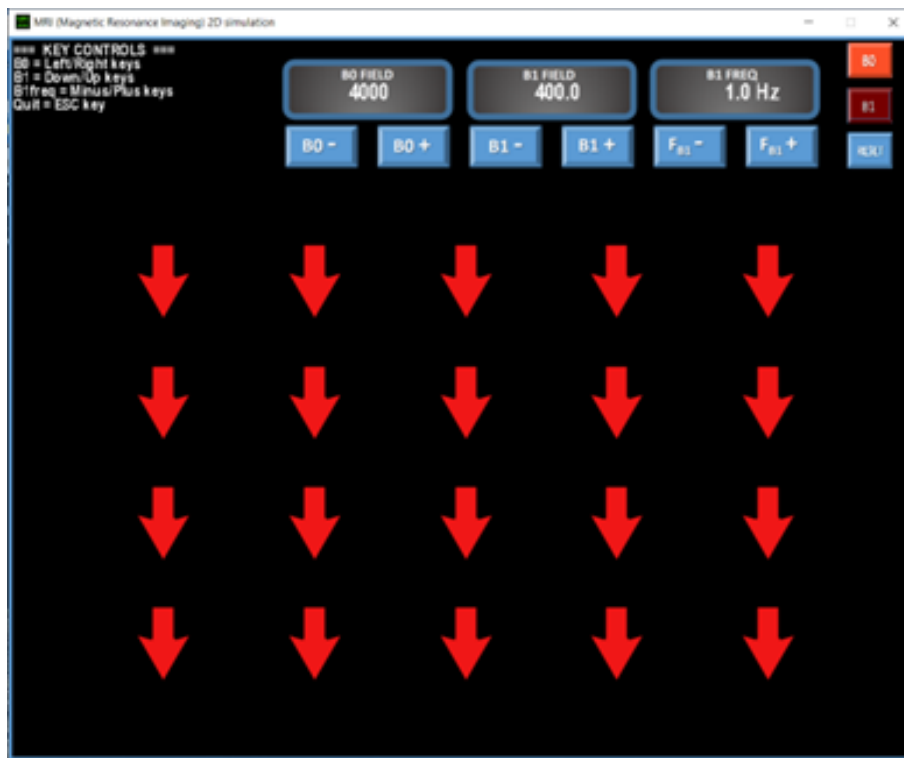 MRI (Magnetic Resonance Imaging) 2D simulation
=== KEY CONTROLS ===
B0 = Left/Right keys
B1 = Down/Up keys
B1freq = Minus/Plus keys
Quit = ESC key
B0 FIELD
4000
B1 FIELD
400.0
B1 FREQ
1.0 Hz
B0
B1
RESET
B0 -
B0 +
B1 -
B1 +
FB1 -
FB1 +